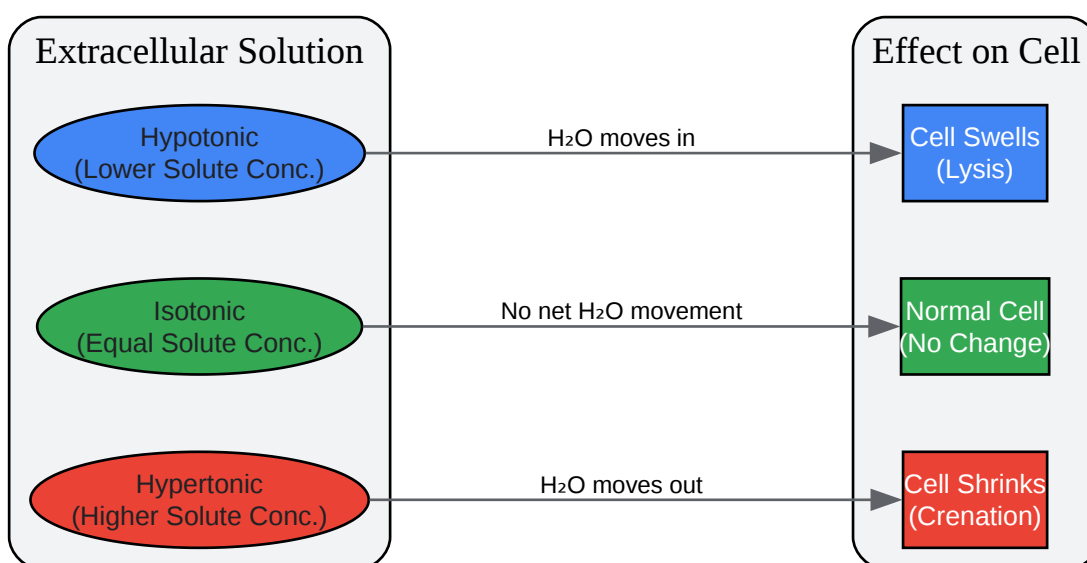 Extracellular Solution
Effect on Cell
Hypotonic
(Lower Solute Conc.)
H₂O moves in
Cell Swells
(Lysis)
Isotonic
(Equal Solute Conc.)
No net H₂O movement
Normal Cell
(No Change)
Hypertonic
(Higher Solute Conc.)
H₂O moves out
Cell Shrinks
(Crenation)